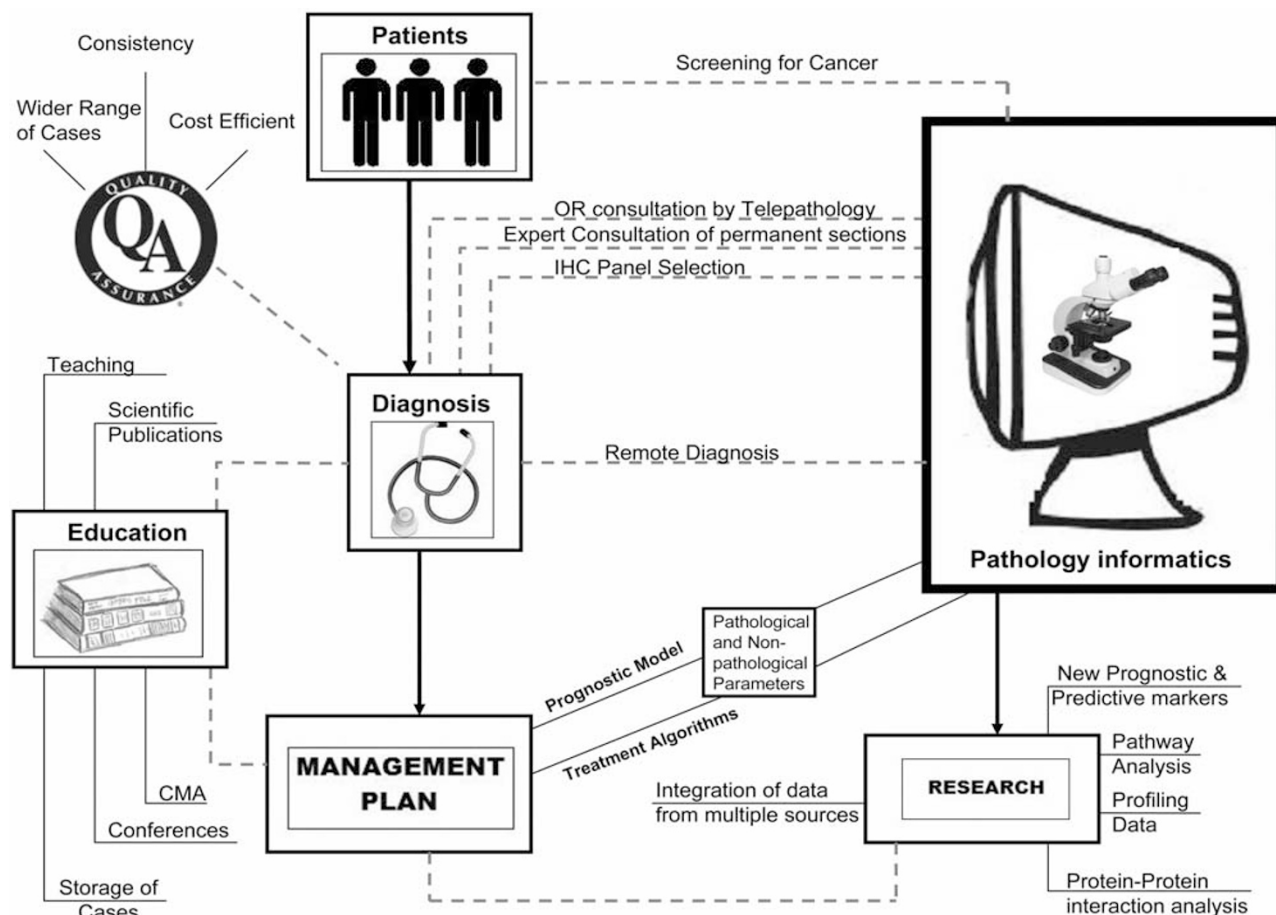 Patients
Consistency
Screening for Cancer
Wider Range
of Cases
Cost Efficient
QUALITY
QA
ASSURANCE
OR consultation by Telepathology
Expert Consultation of permanent sections
IHC Panel Selection
Teaching
Diagnosis
Scientific
Publications
Remote Diagnosis
Education
Pathology informatics
Pathological
and Non-
pathological
Parameters
Prognostic Model
Treatment Algorithms
New Prognostic &
Predictive markers
MANAGEMENT
PLAN
Pathway
Analysis
RESEARCH
Integration of data
from multiple sources
CMA
Profiling
Data
Conferences
Storage of
Cases
Protein-Protein
interaction analysis